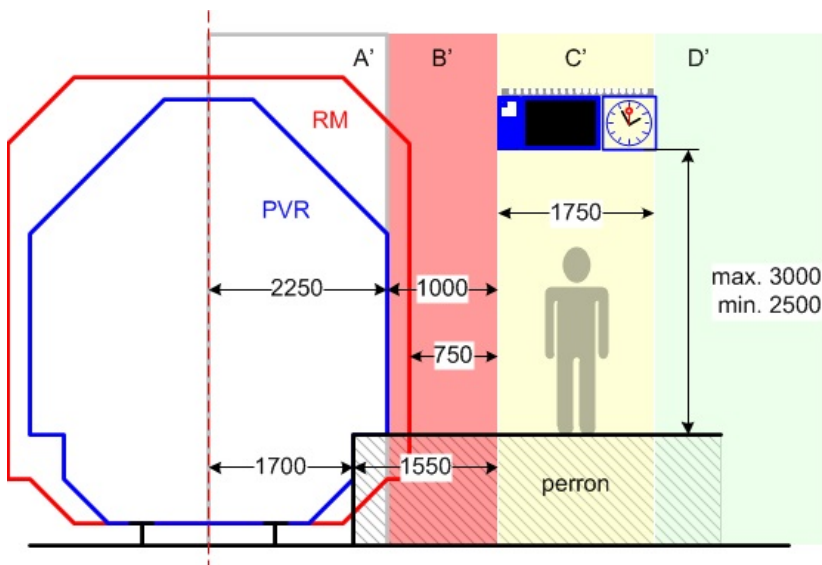 A' B' C' D'
RM
PVR
1750
2250 1000
max. 3000
min. 2500
750
1700 1550
perron